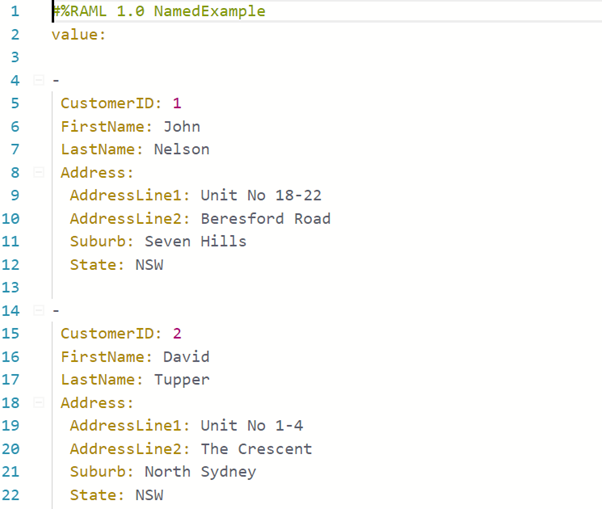 1 #%RAML 1.0 NamedExample
2 value:
3
4 -
5 CustomerID: 1
6 FirstName: John
7 LastName: Nelson
8 Address:
9 AddressLine1: Unit No 18-22
10 AddressLine2: Beresford Road
11 Suburb: Seven Hills
12 State: NSW
13
14 -
15 CustomerID: 2
16 FirstName: David
17 LastName: Tupper
18 Address:
19 AddressLine1: Unit No 1-4
20 AddressLine2: The Crescent
21 Suburb: North Sydney
22 State: NSW